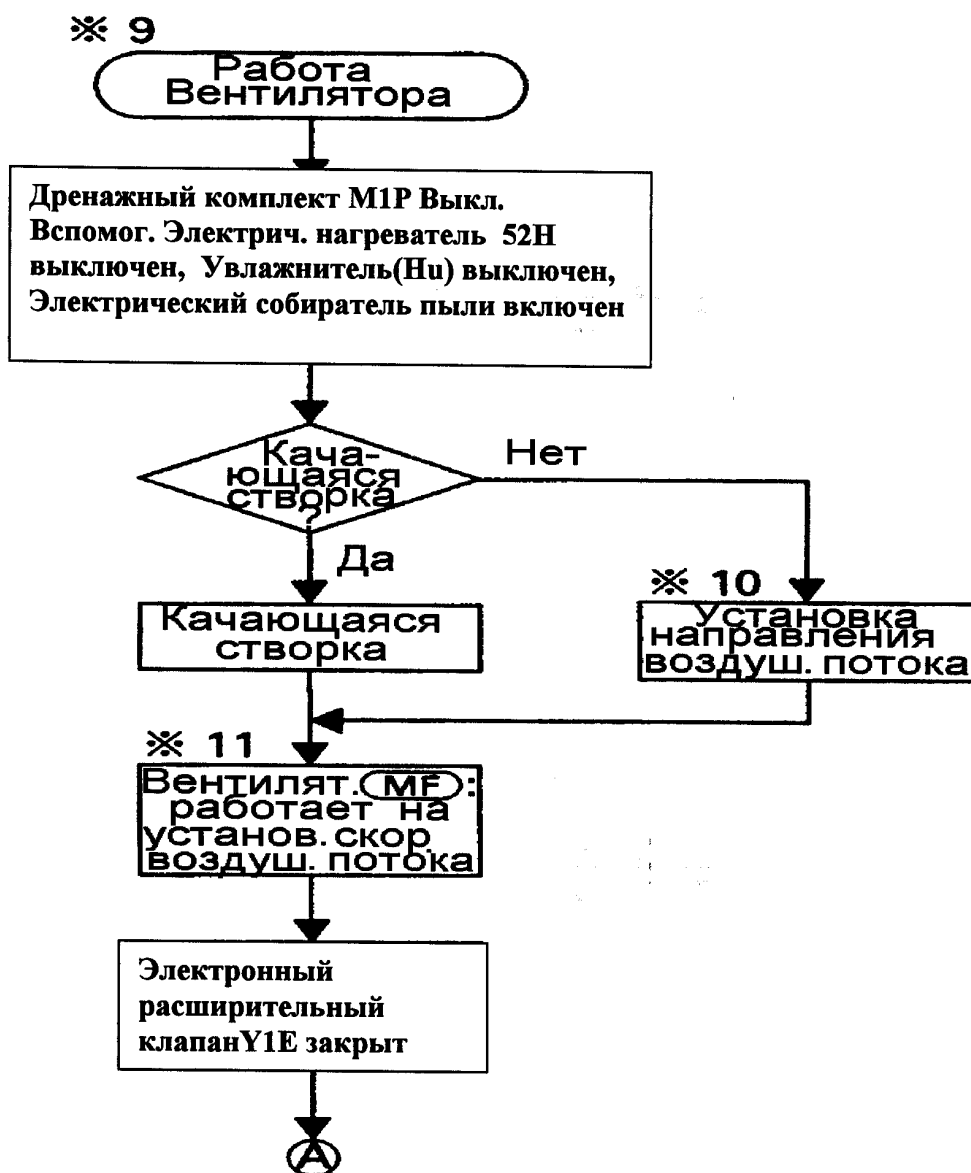 ※ 9
Работа
Вентилятора
Дренажный комплект M1P Выкл.
Вспомог. Электрич. нагреватель 52Н
выключен, Увлажнитель(Hu) выключен,
Электрический собиратель пыли включен
Кача-
ющаяся
створка
?
Нет
Да
Качающаяся
створка
※ 10
Установка
направления
воздуш. потока
※ 11
Вентилят. MF :
работает на
установ. скор.
воздуш. потока
Электронный
расширительный
клапанY1E закрыт
A